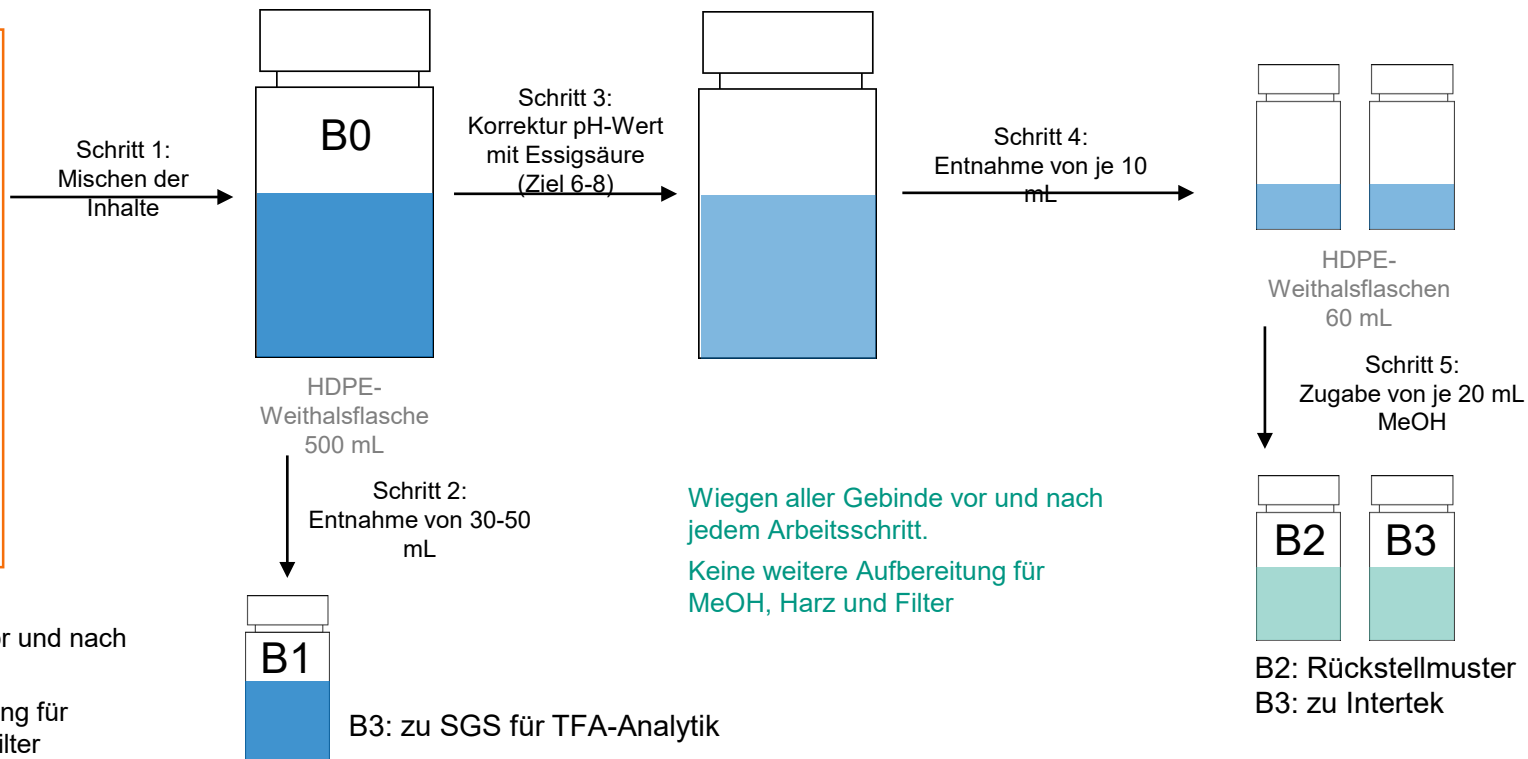 Schritt 1:
Mischen der
Inhalte
B0
HDPE-
Weithalsflasche
500 mL
Schritt 2:
Entnahme von 30-50
mL
B1
B3: zu SGS für TFA-Analytik
Schritt 3:
Korrektur pH-Wert
mit Essigsäure
(Ziel 6-8)
Schritt 4:
Entnahme von je 10
mL
HDPE-
Weithalsflaschen
60 mL
Schritt 5:
Zugabe von je 20 mL
MeOH
B2
B3
B2: Rückstellmuster
B3: zu Intertek
Wiegen aller Gebinde vor und nach
jedem Arbeitsschritt.
Keine weitere Aufbereitung für
MeOH, Harz und Filter
r und nach
ng für
ilter